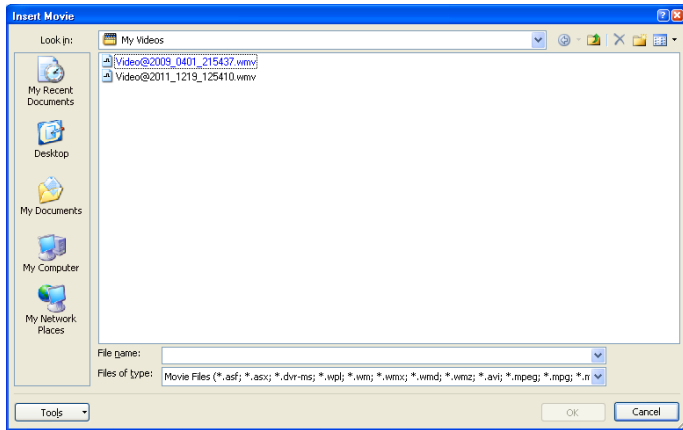 Insert Movie
Look in:
My Videos
My Recent
Documents
Desktop
My Documents
My Computer
My Network
Places
Video@2009_0401_215437.wmv
Video@2011_1219_125410.wmv
File name:
Files of type:
Movie Files (*.asf; *.asx; *.dvr-ms; *.wpl; *.wm; *.wmx; *.wmd; *.wmz; *.avi; *.mpeg; *.mpg; *.m
Tools
OK
Cancel